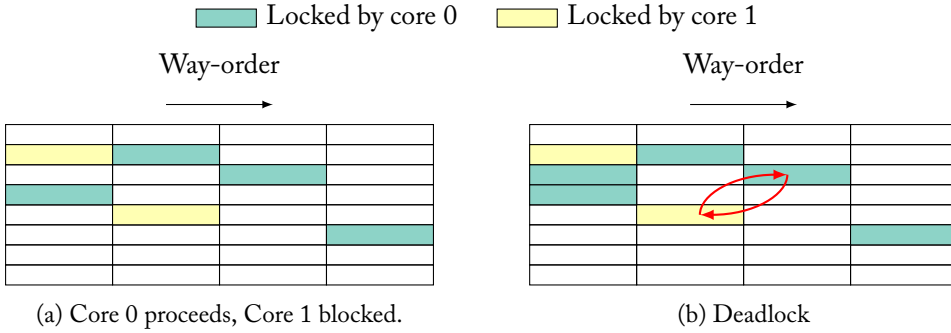 Locked by core 0 Locked by core 1
Way-order Way-order
(a) Core 0 proceeds, Core 1 blocked. (b) Deadlock